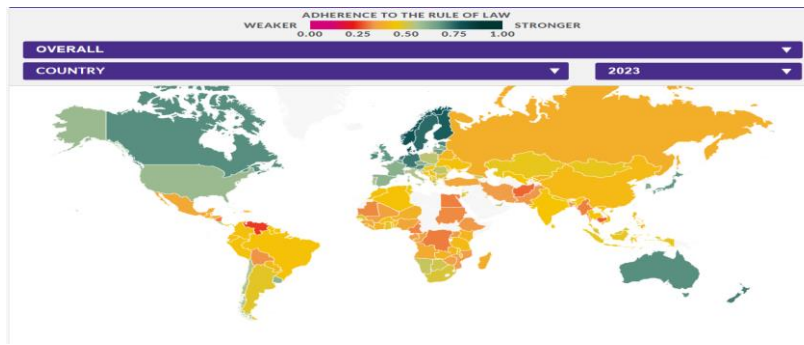 ADHERENCE TO THE RULE OF LAW
WEAKER STRONGER
0.00 0.25 0.50 0.75 1.00
OVERALL
COUNTRY 2023